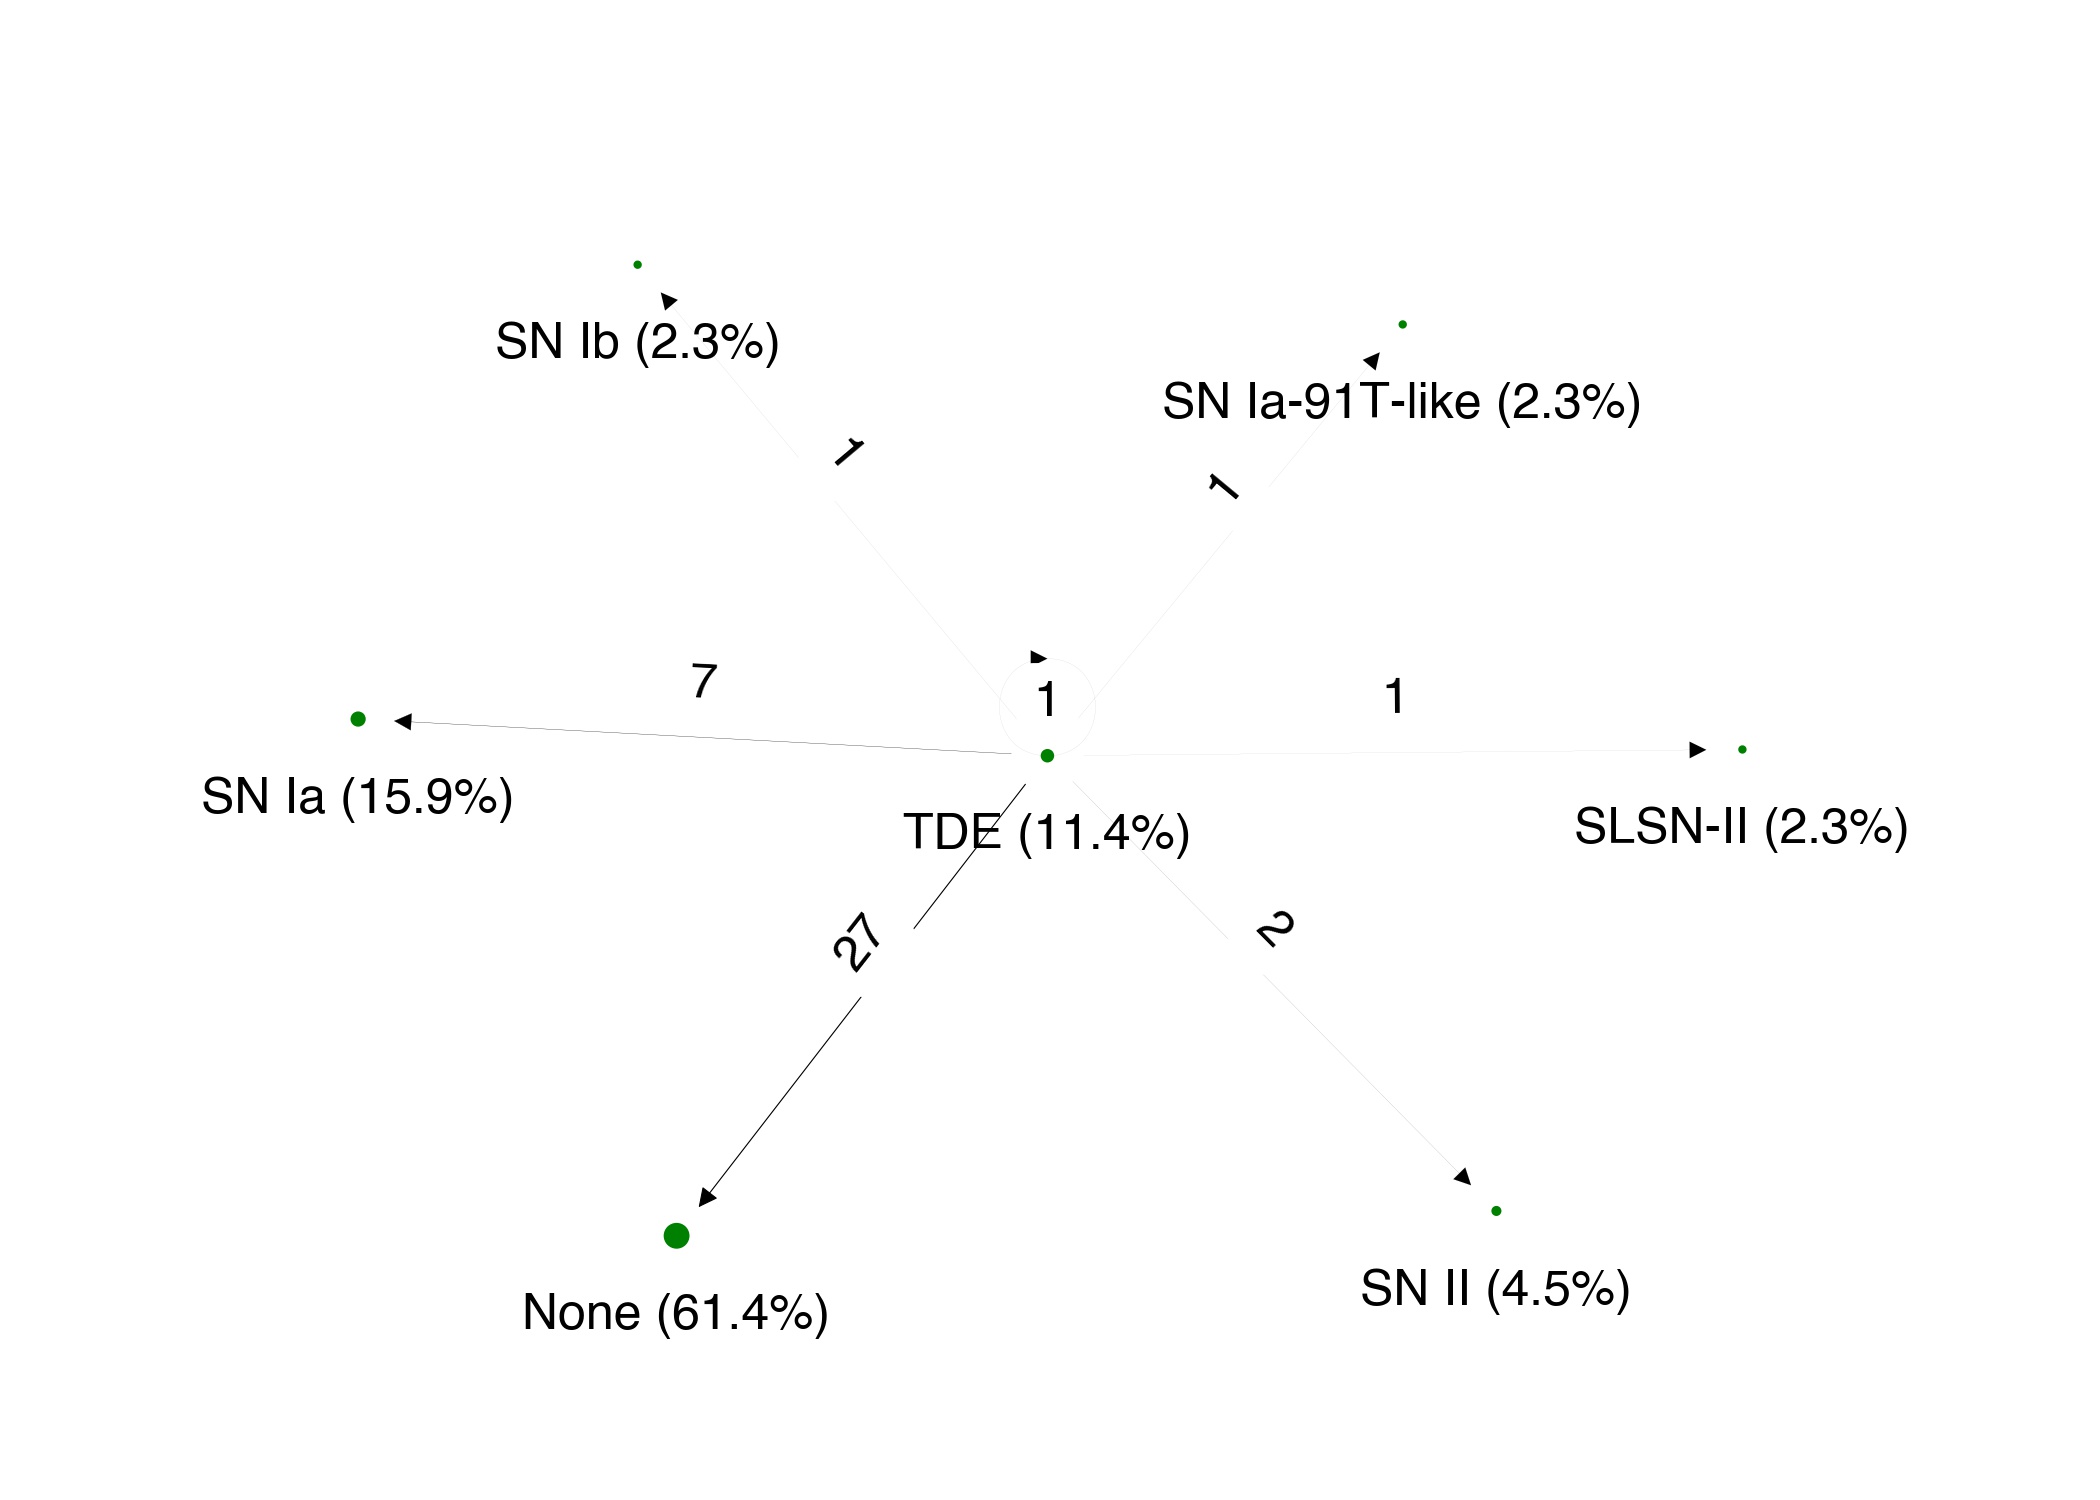 SN Ib (2.3%)
SN Ia-91T-like (2.3%)
1
1
7
1
1
SN Ia (15.9%)
TDE (11.4%)
SLSN-II (2.3%)
27
2
None (61.4%)
SN II (4.5%)